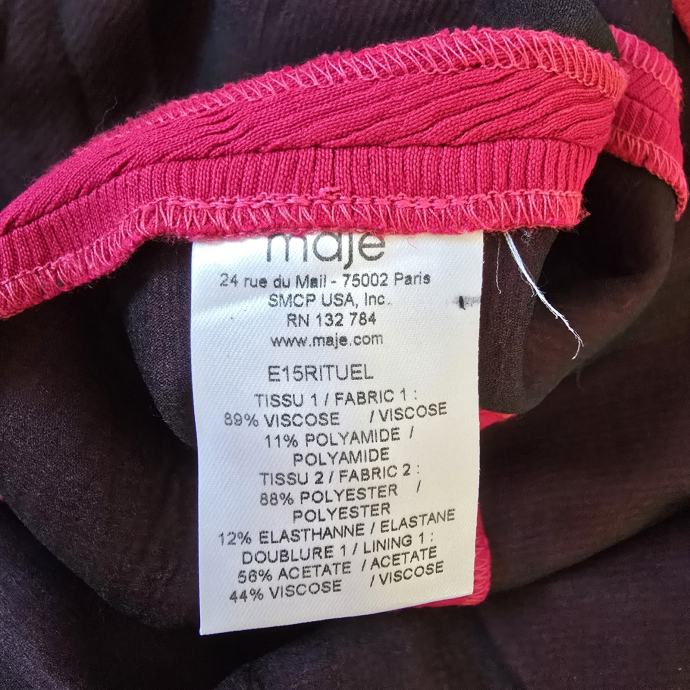 maje
24 rue du Mail - 75002 Paris
SMCP USA, Inc.
RN 132 784
www.maje.com
E15RITUEL
TISSU 1 / FABRIC 1 :
89% VISCOSE / VISCOSE
11% POLYAMIDE /
POLYAMIDE
TISSU 2 / FABRIC 2 :
88% POLYESTER /
POLYESTER
12% ELASTHANNE / ELASTANE
DOUBLURE 1 / LINING 1 :
56% ACETATE / ACETATE
44% VISCOSE / VISCOSE